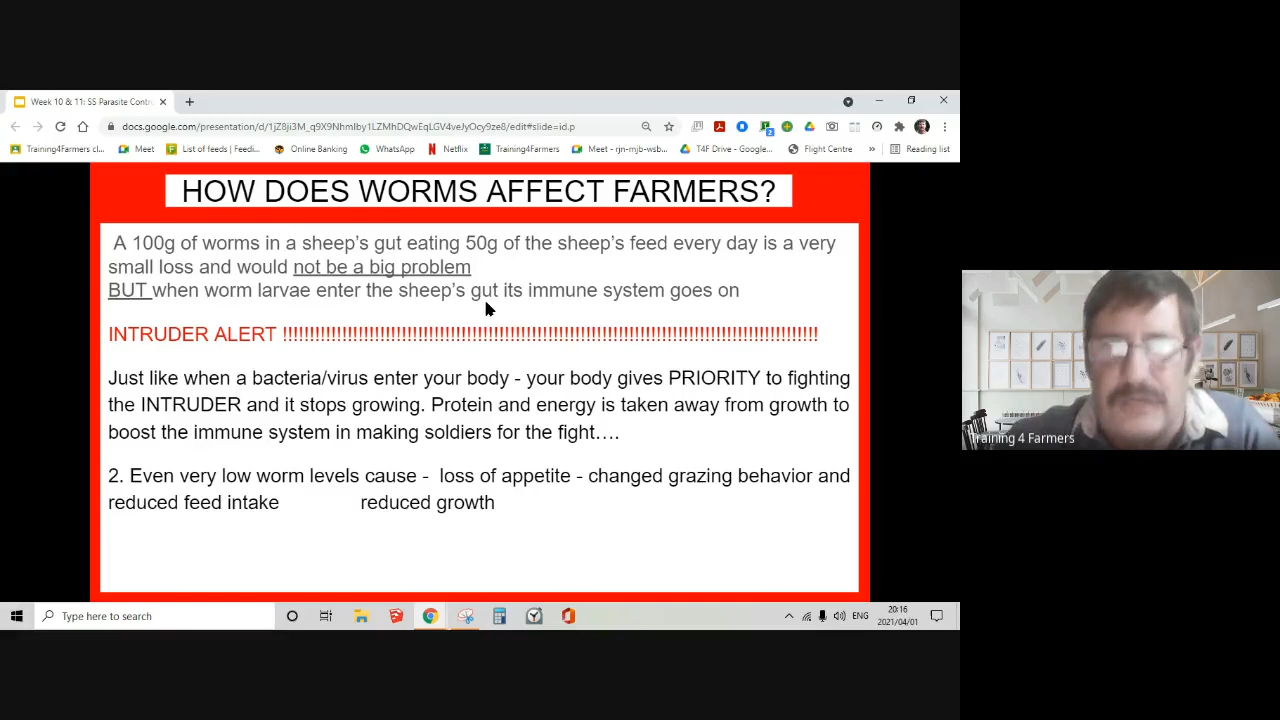 Week 10 & 11: SS Parasite Contr
docs.google.com/presentation/d/1jZ8ji3M_q9X9NhmIby1LZMhDQwEqLGV4veJyOcy9ze8/edit#slide=id.p
Training4Farmers cl... Meet List of feeds | Feedi... Online Banking WhatsApp Netflix Training4Farmers Meet - rjn-mjb-wsb... T4F Drive - Google... Flight Centre » Reading list
HOW DOES WORMS AFFECT FARMERS?
A 100g of worms in a sheep's gut eating 50g of the sheep's feed every day is a very
small loss and would not be a big problem
BUT when worm larvae enter the sheep's gut its immune system goes on
INTRUDER ALERT !!!!!!!!!!!!!!!!!!!!!!!!!!!!!!!!!!!!!!!!!!!!!!!!!!!!!!!!!!!!!!!!!!!!!!!!!!!!!!!!!!!!!!!!!!!!!!!!!!!
Just like when a bacteria/virus enter your body - your body gives PRIORITY to fighting
the INTRUDER and it stops growing. Protein and energy is taken away from growth to
boost the immune system in making soldiers for the fight….
2. Even very low worm levels cause - loss of appetite - changed grazing behavior and
reduced feed intake reduced growth
Training 4 Farmers
Type here to search
ENG
20:16
2021/04/01